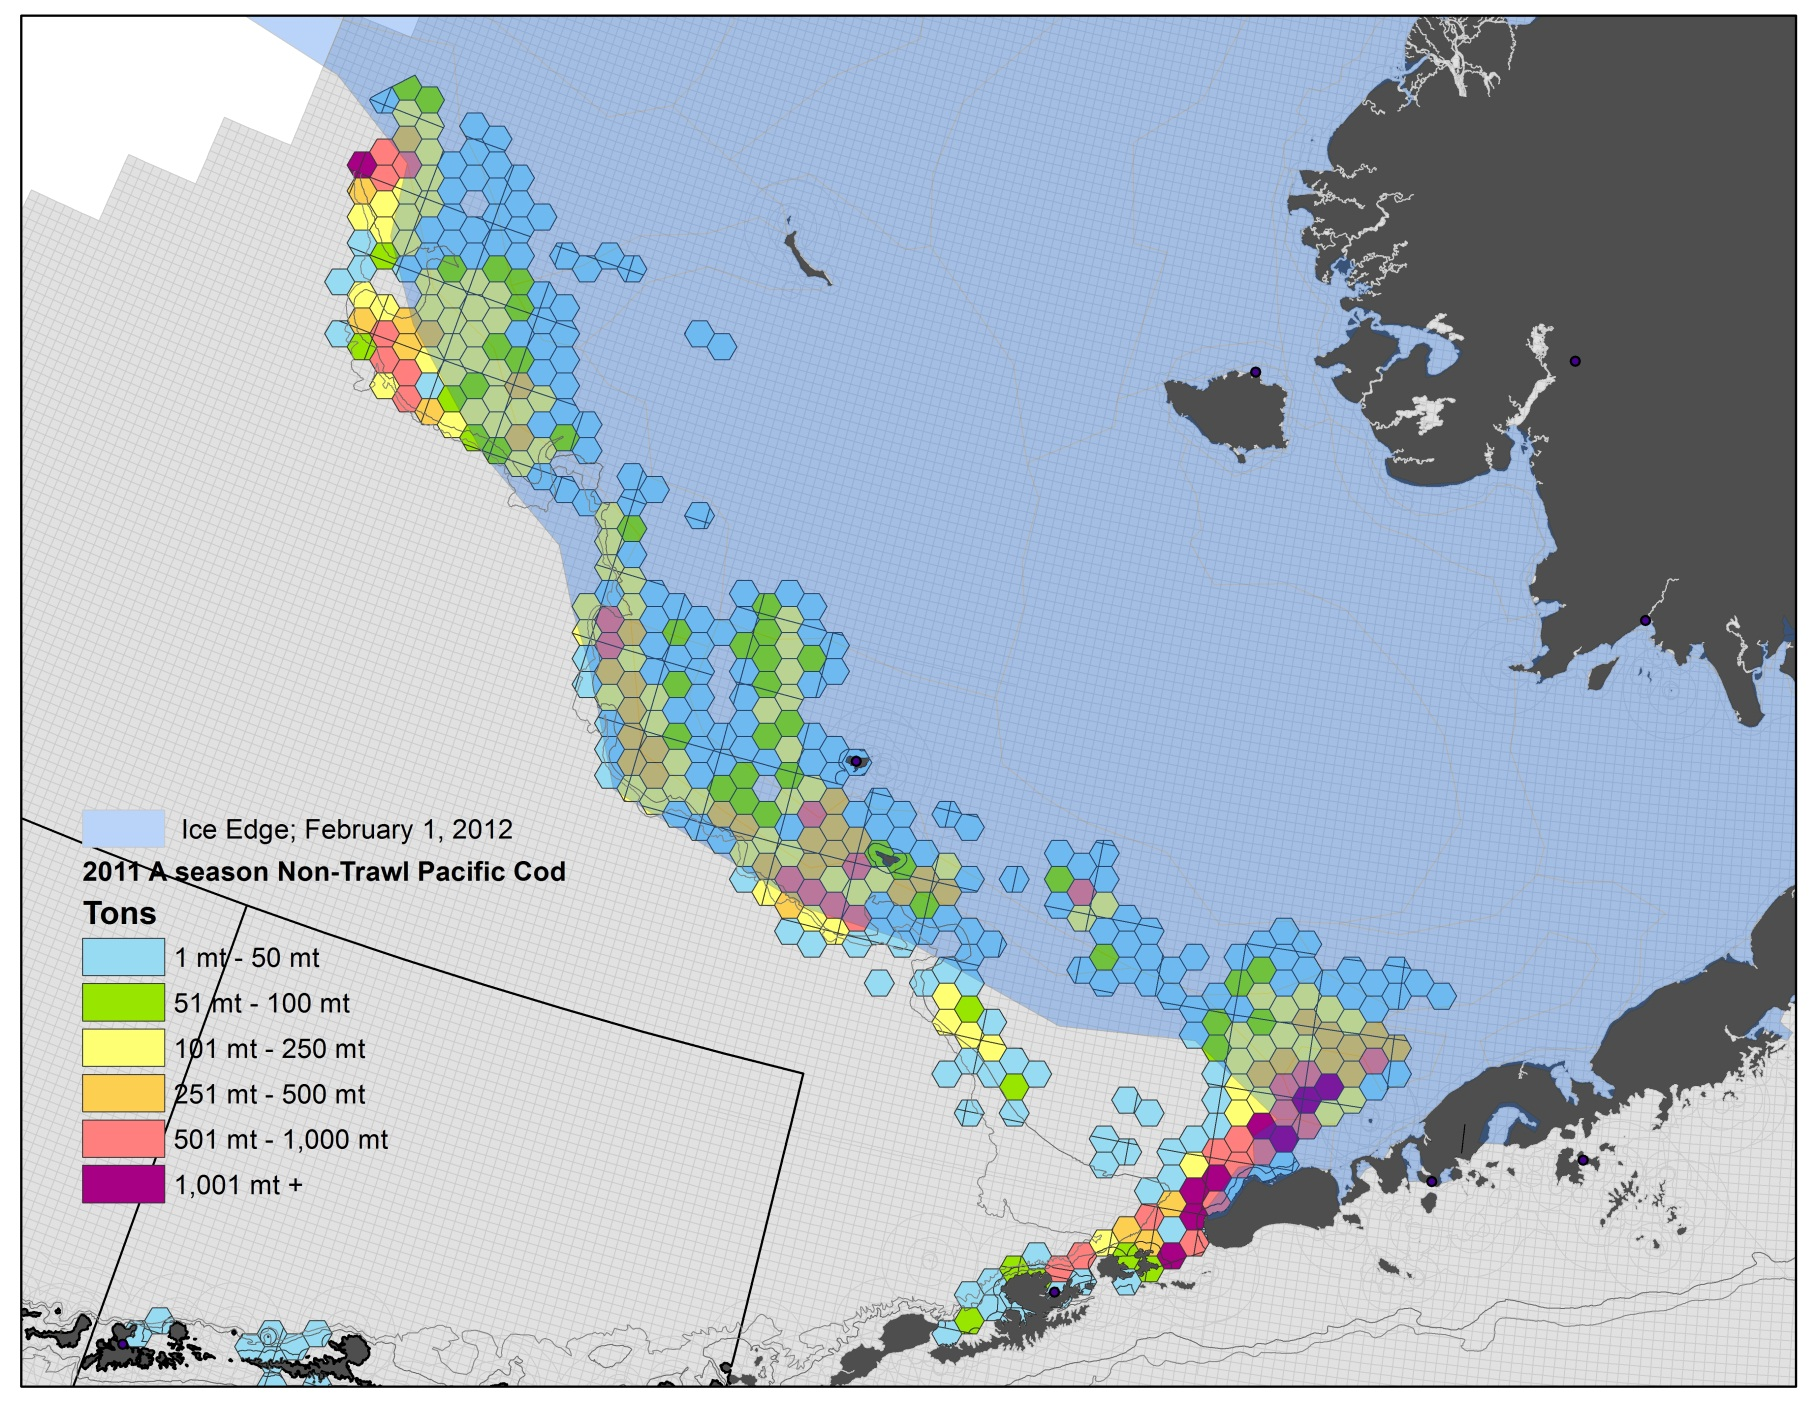 Ice Edge; February 1, 2012
2011 A season Non-Trawl Pacific Cod
Tons
1 mt - 50 mt
51 mt - 100 mt
101 mt - 250 mt
251 mt - 500 mt
501 mt - 1,000 mt
1,001 mt +